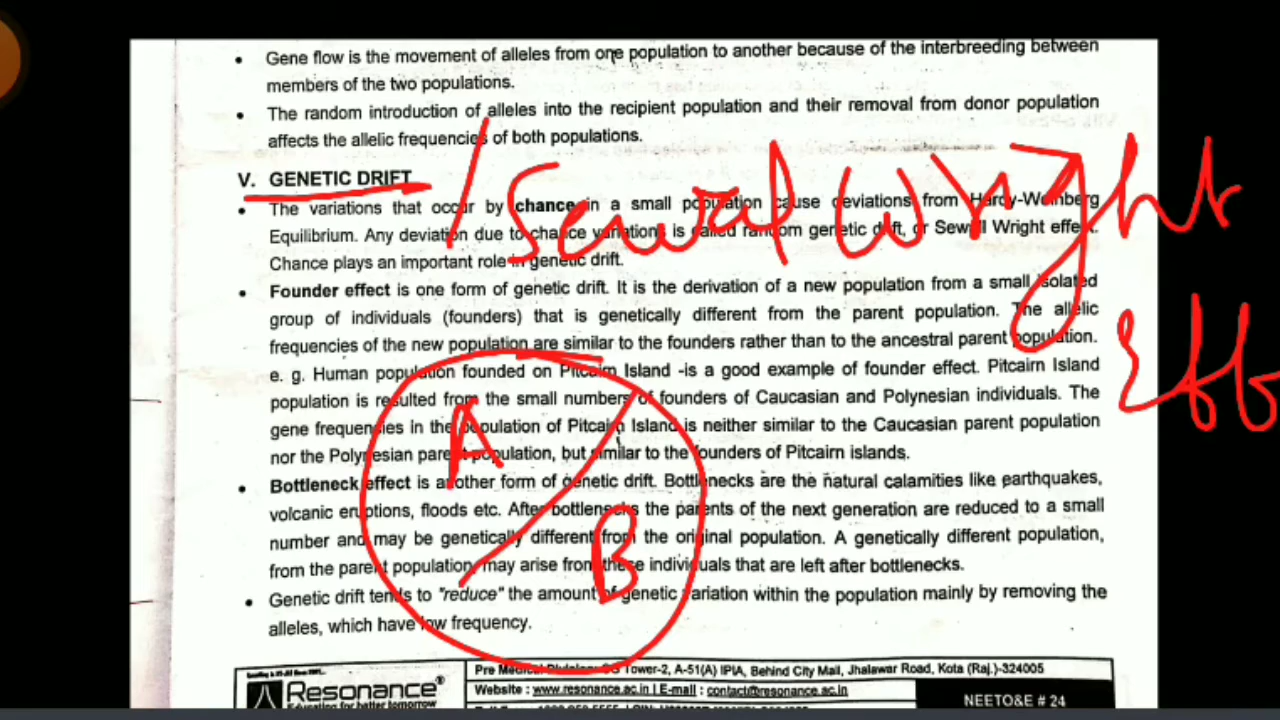 • Gene flow is the movement of alleles from one population to another because of the interbreeding between
members of the two populations.
• The random introduction of alleles into the recipient population and their removal from donor population
affects the allelic frequencies of both populations.
V. GENETIC DRIFT
/ Sewral Wright
Eff
• The variations that occur by chance in a small population cause deviations from Hardy-Weinberg
Equilibrium. Any deviation due to chance variations is called random genetic drift, or Sewall Wright effect.
Chance plays an important role in genetic drift.
• Founder effect is one form of genetic drift. It is the derivation of a new population from a small isolated
group of individuals (founders) that is genetically different from the parent population. The allelic
frequencies of the new population are similar to the founders rather than to the ancestral parent population.
e. g. Human population founded on Pitcairn Island -is a good example of founder effect. Pitcairn Island
population is resulted from the small numbers of founders of Caucasian and Polynesian individuals. The
gene frequencies in the population of Pitcairn Island is neither similar to the Caucasian parent population
nor the Polynesian parent population, but similar to the founders of Pitcairn islands.
A
B
• Bottleneck effect is another form of genetic drift. Bottlenecks are the natural calamities like earthquakes,
volcanic eruptions, floods etc. After bottlenecks the parents of the next generation are reduced to a small
number and may be genetically different from the original population. A genetically different population,
from the parent population, may arise from these individuals that are left after bottlenecks.
• Genetic drift tends to "reduce" the amount of genetic variation within the population mainly by removing the
alleles, which have low frequency.
Resonance®
Education for better tomorrow
Pre Medical Division: Tower-2, A-51(A) IPIA, Behind City Mall, Jhalawar Road, Kota (Raj.)-324005
Website : www.resonance.ac.in | E-mail : contact@resonance.ac.in
NEETO&E # 24